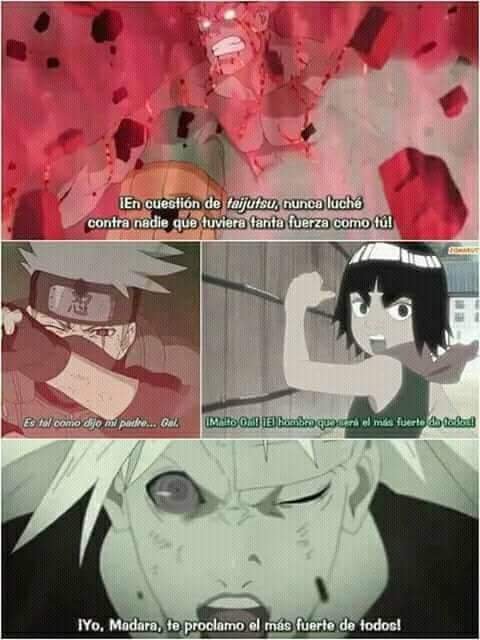 ¡En cuestión de taijutsu, nunca luché
contra nadie que tuviera tanta fuerza como tú!
Es tal como dijo mi padre... Gai.
¡Maito Gai! ¡El hombre que será el más fuerte de todos!
¡Yo, Madara, te proclamo el más fuerte de todos!